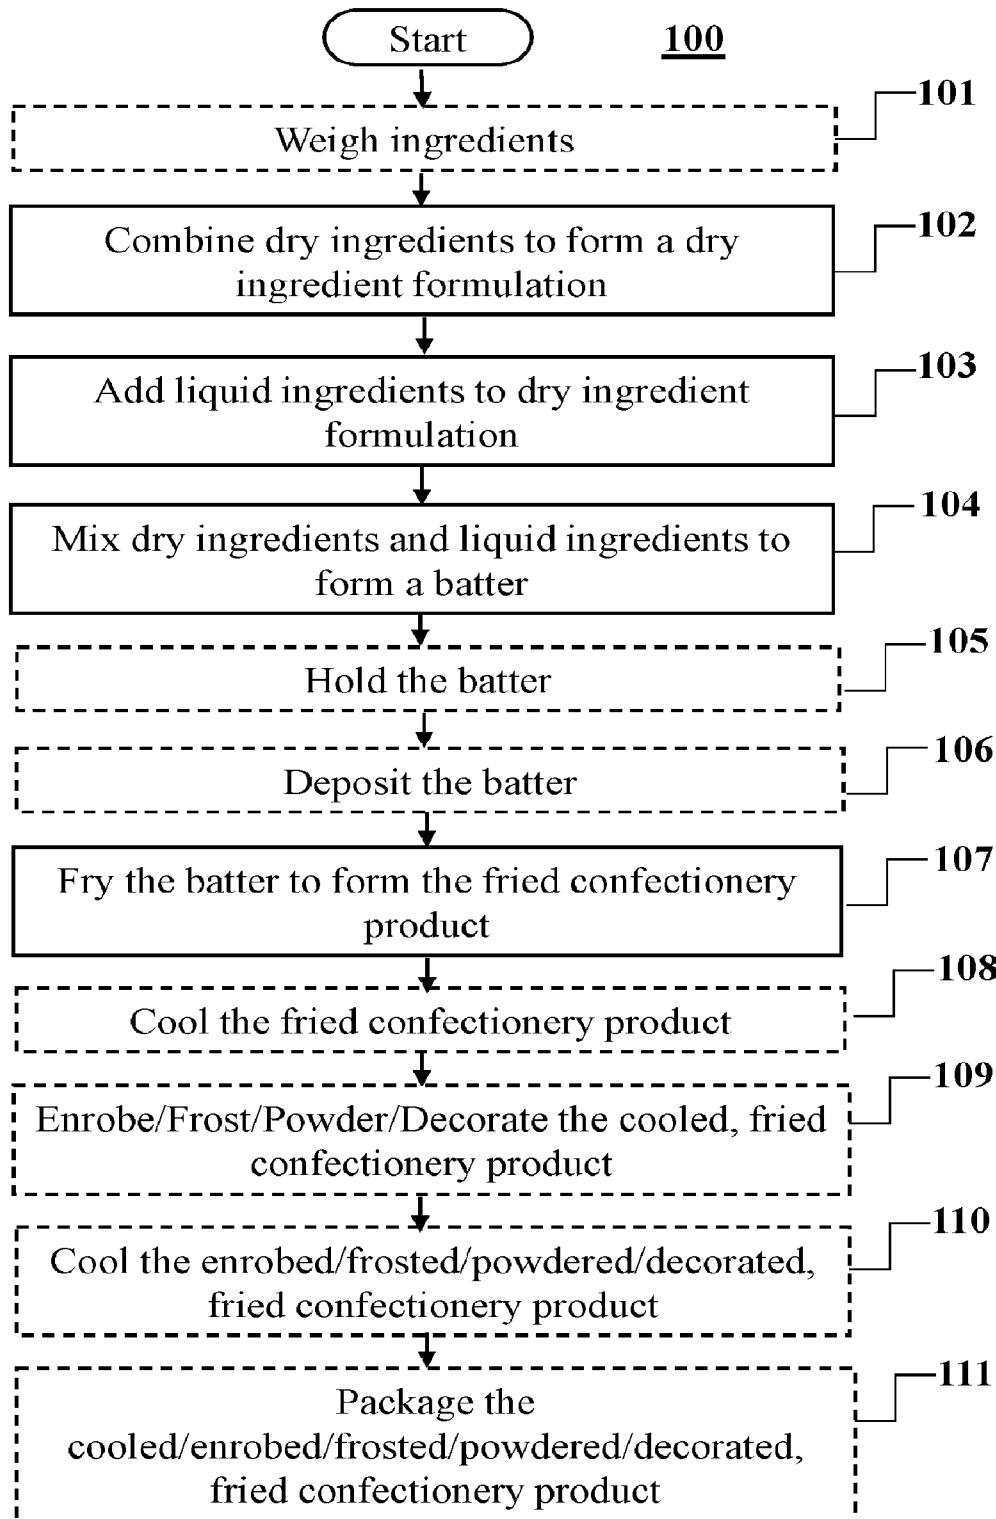 Start
100
101
Weigh ingredients
102
Combine dry ingredients to form a dry
ingredient formulation
103
Add liquid ingredients to dry ingredient
formulation
104
Mix dry ingredients and liquid ingredients to
form a batter
105
Hold the batter
106
Deposit the batter
107
Fry the batter to form the fried confectionery
product
108
Cool the fried confectionery product
109
Enrobe/Frost/Powder/Decorate the cooled, fried
confectionery product
110
Cool the enrobed/frosted/powdered/decorated,
fried confectionery product
111
Package the
cooled/enrobed/frosted/powdered/decorated,
fried confectionery product